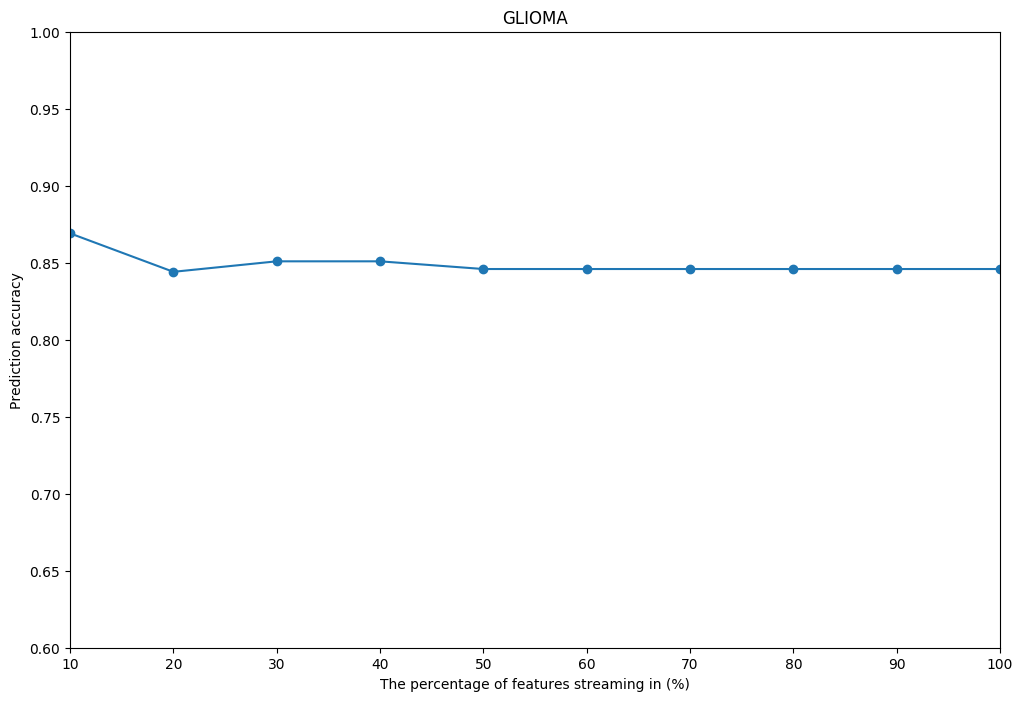 GLIOMA
1.00
0.95
0.90
0.85
0.80
0.75
0.70
0.65
0.60
Prediction accuracy
10 20 30 40 50 60 70 80 90 100
The percentage of features streaming in (%)